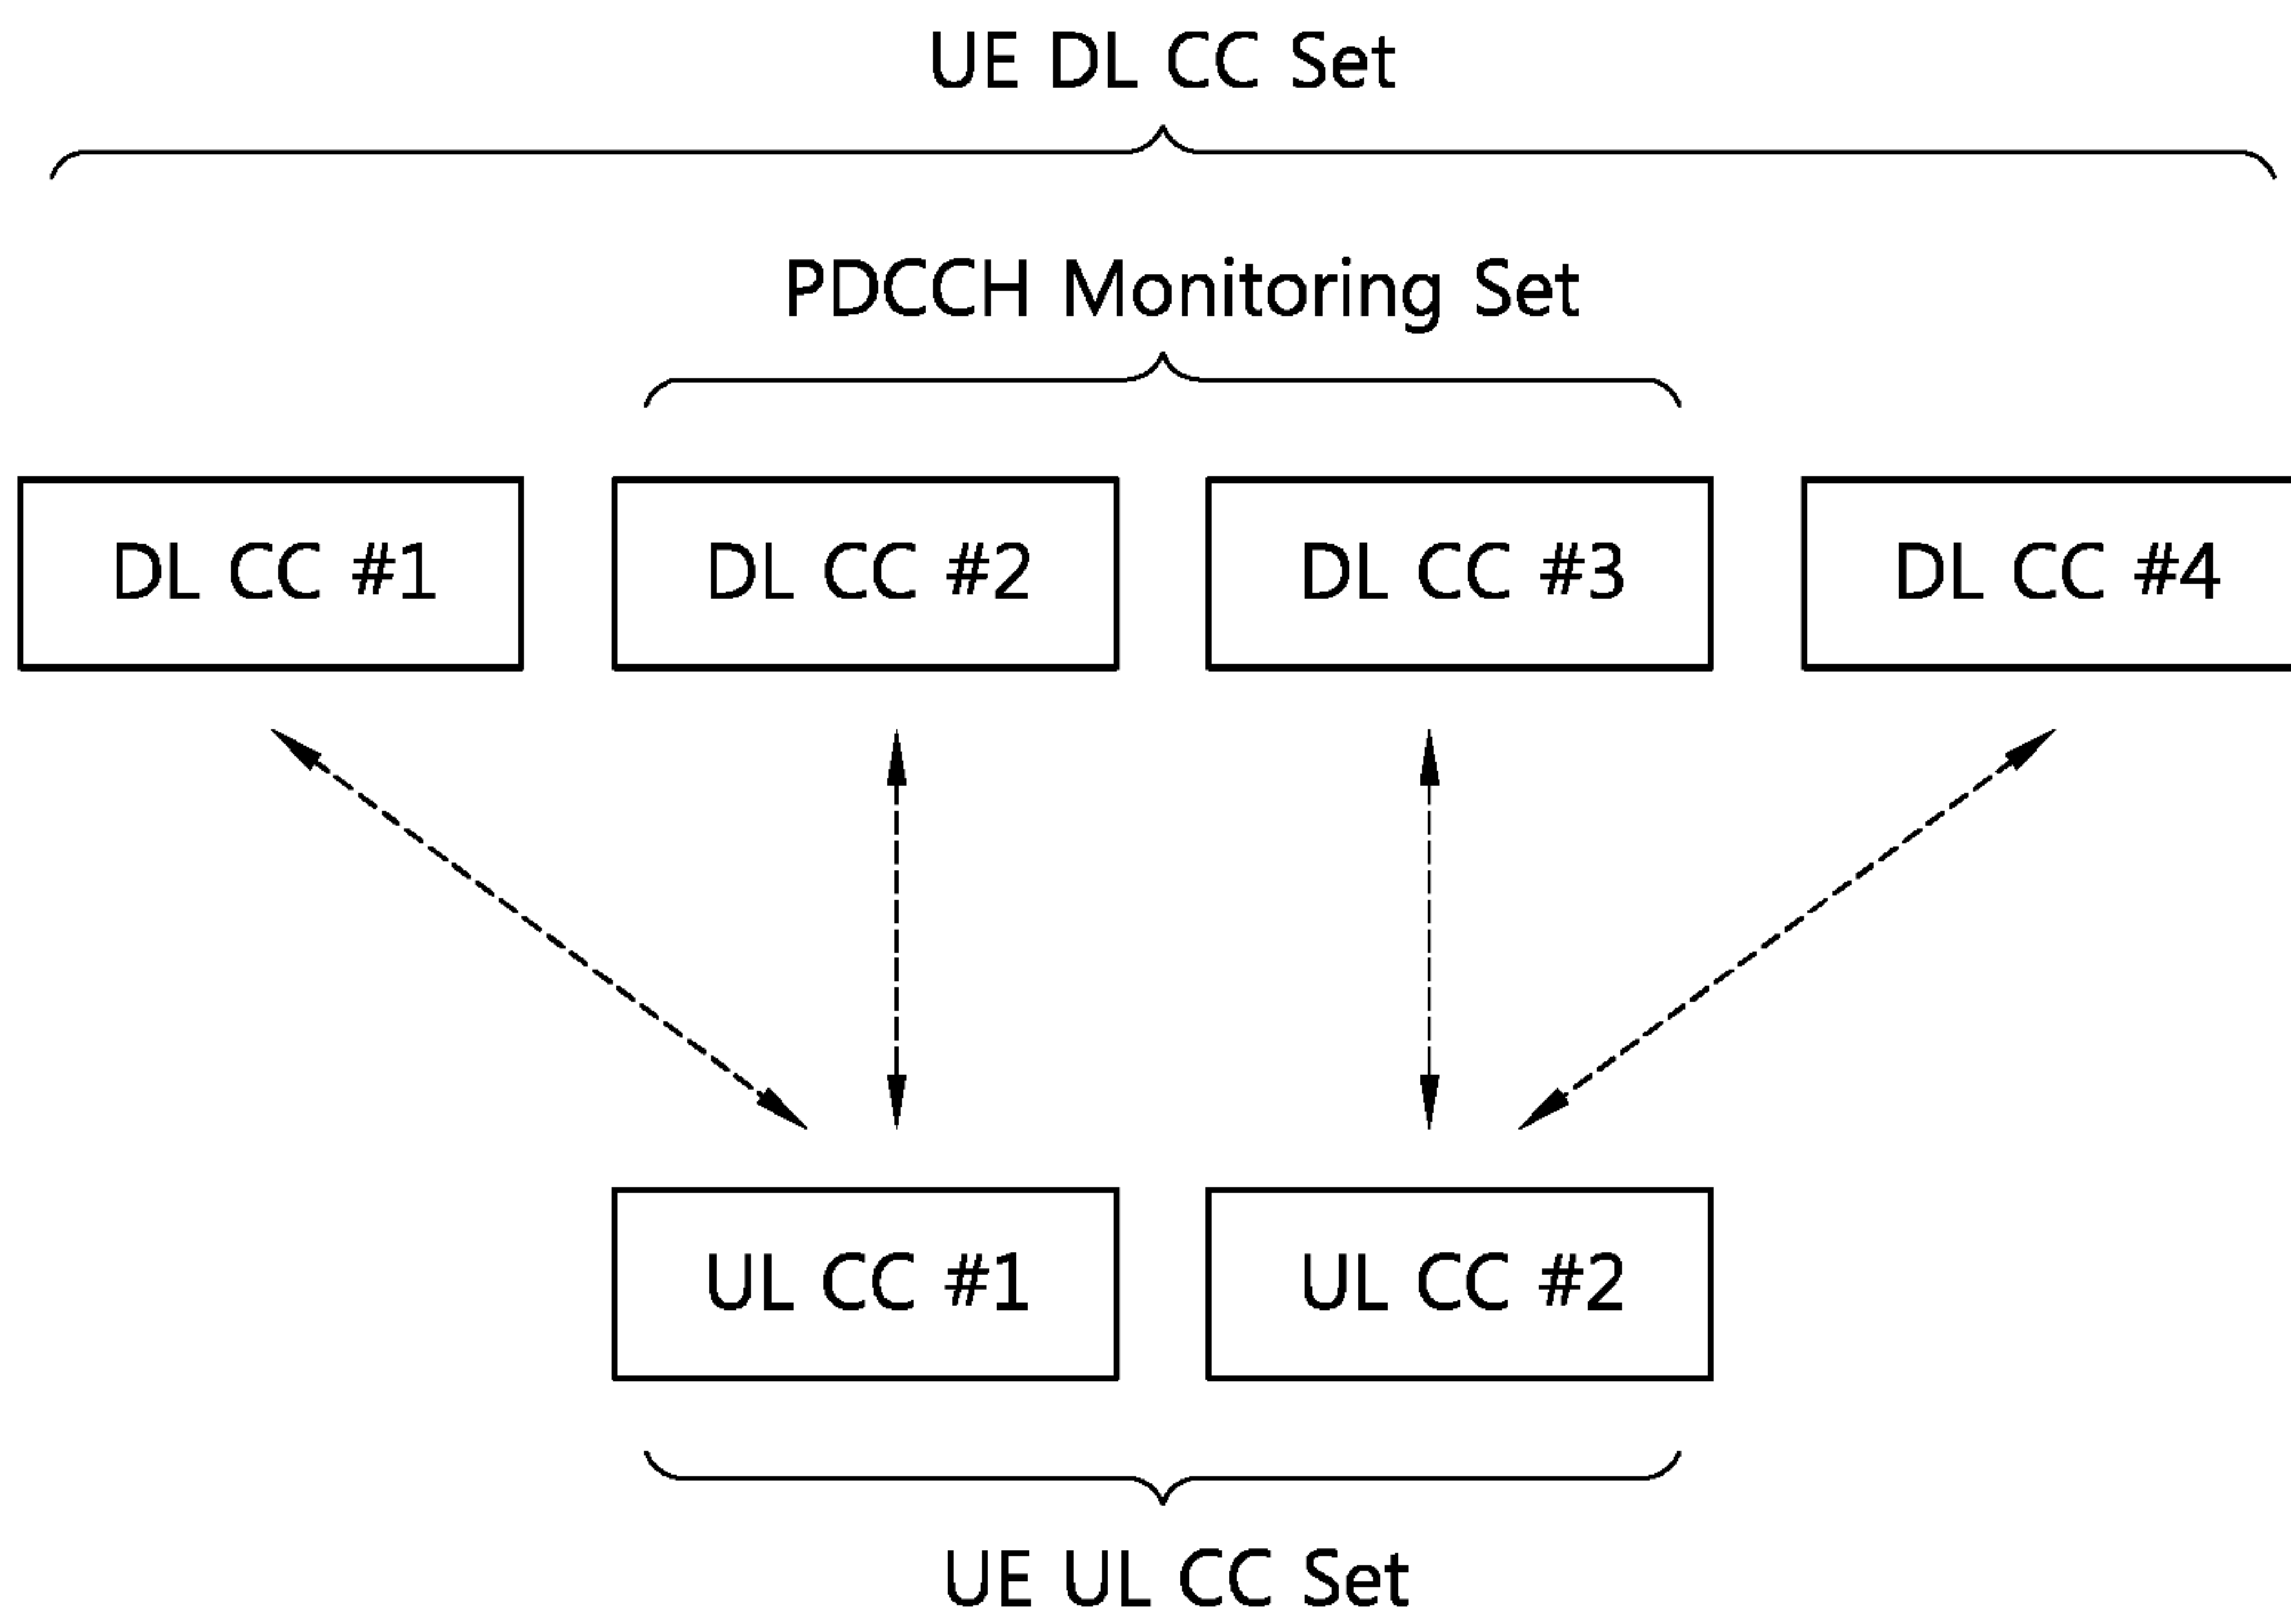 UE DL CC Set
PDCCH Monitoring Set
DL CC #1
DL CC #2
DL CC #3
DL CC #4
UL CC #1
UL CC #2
UE UL CC Set